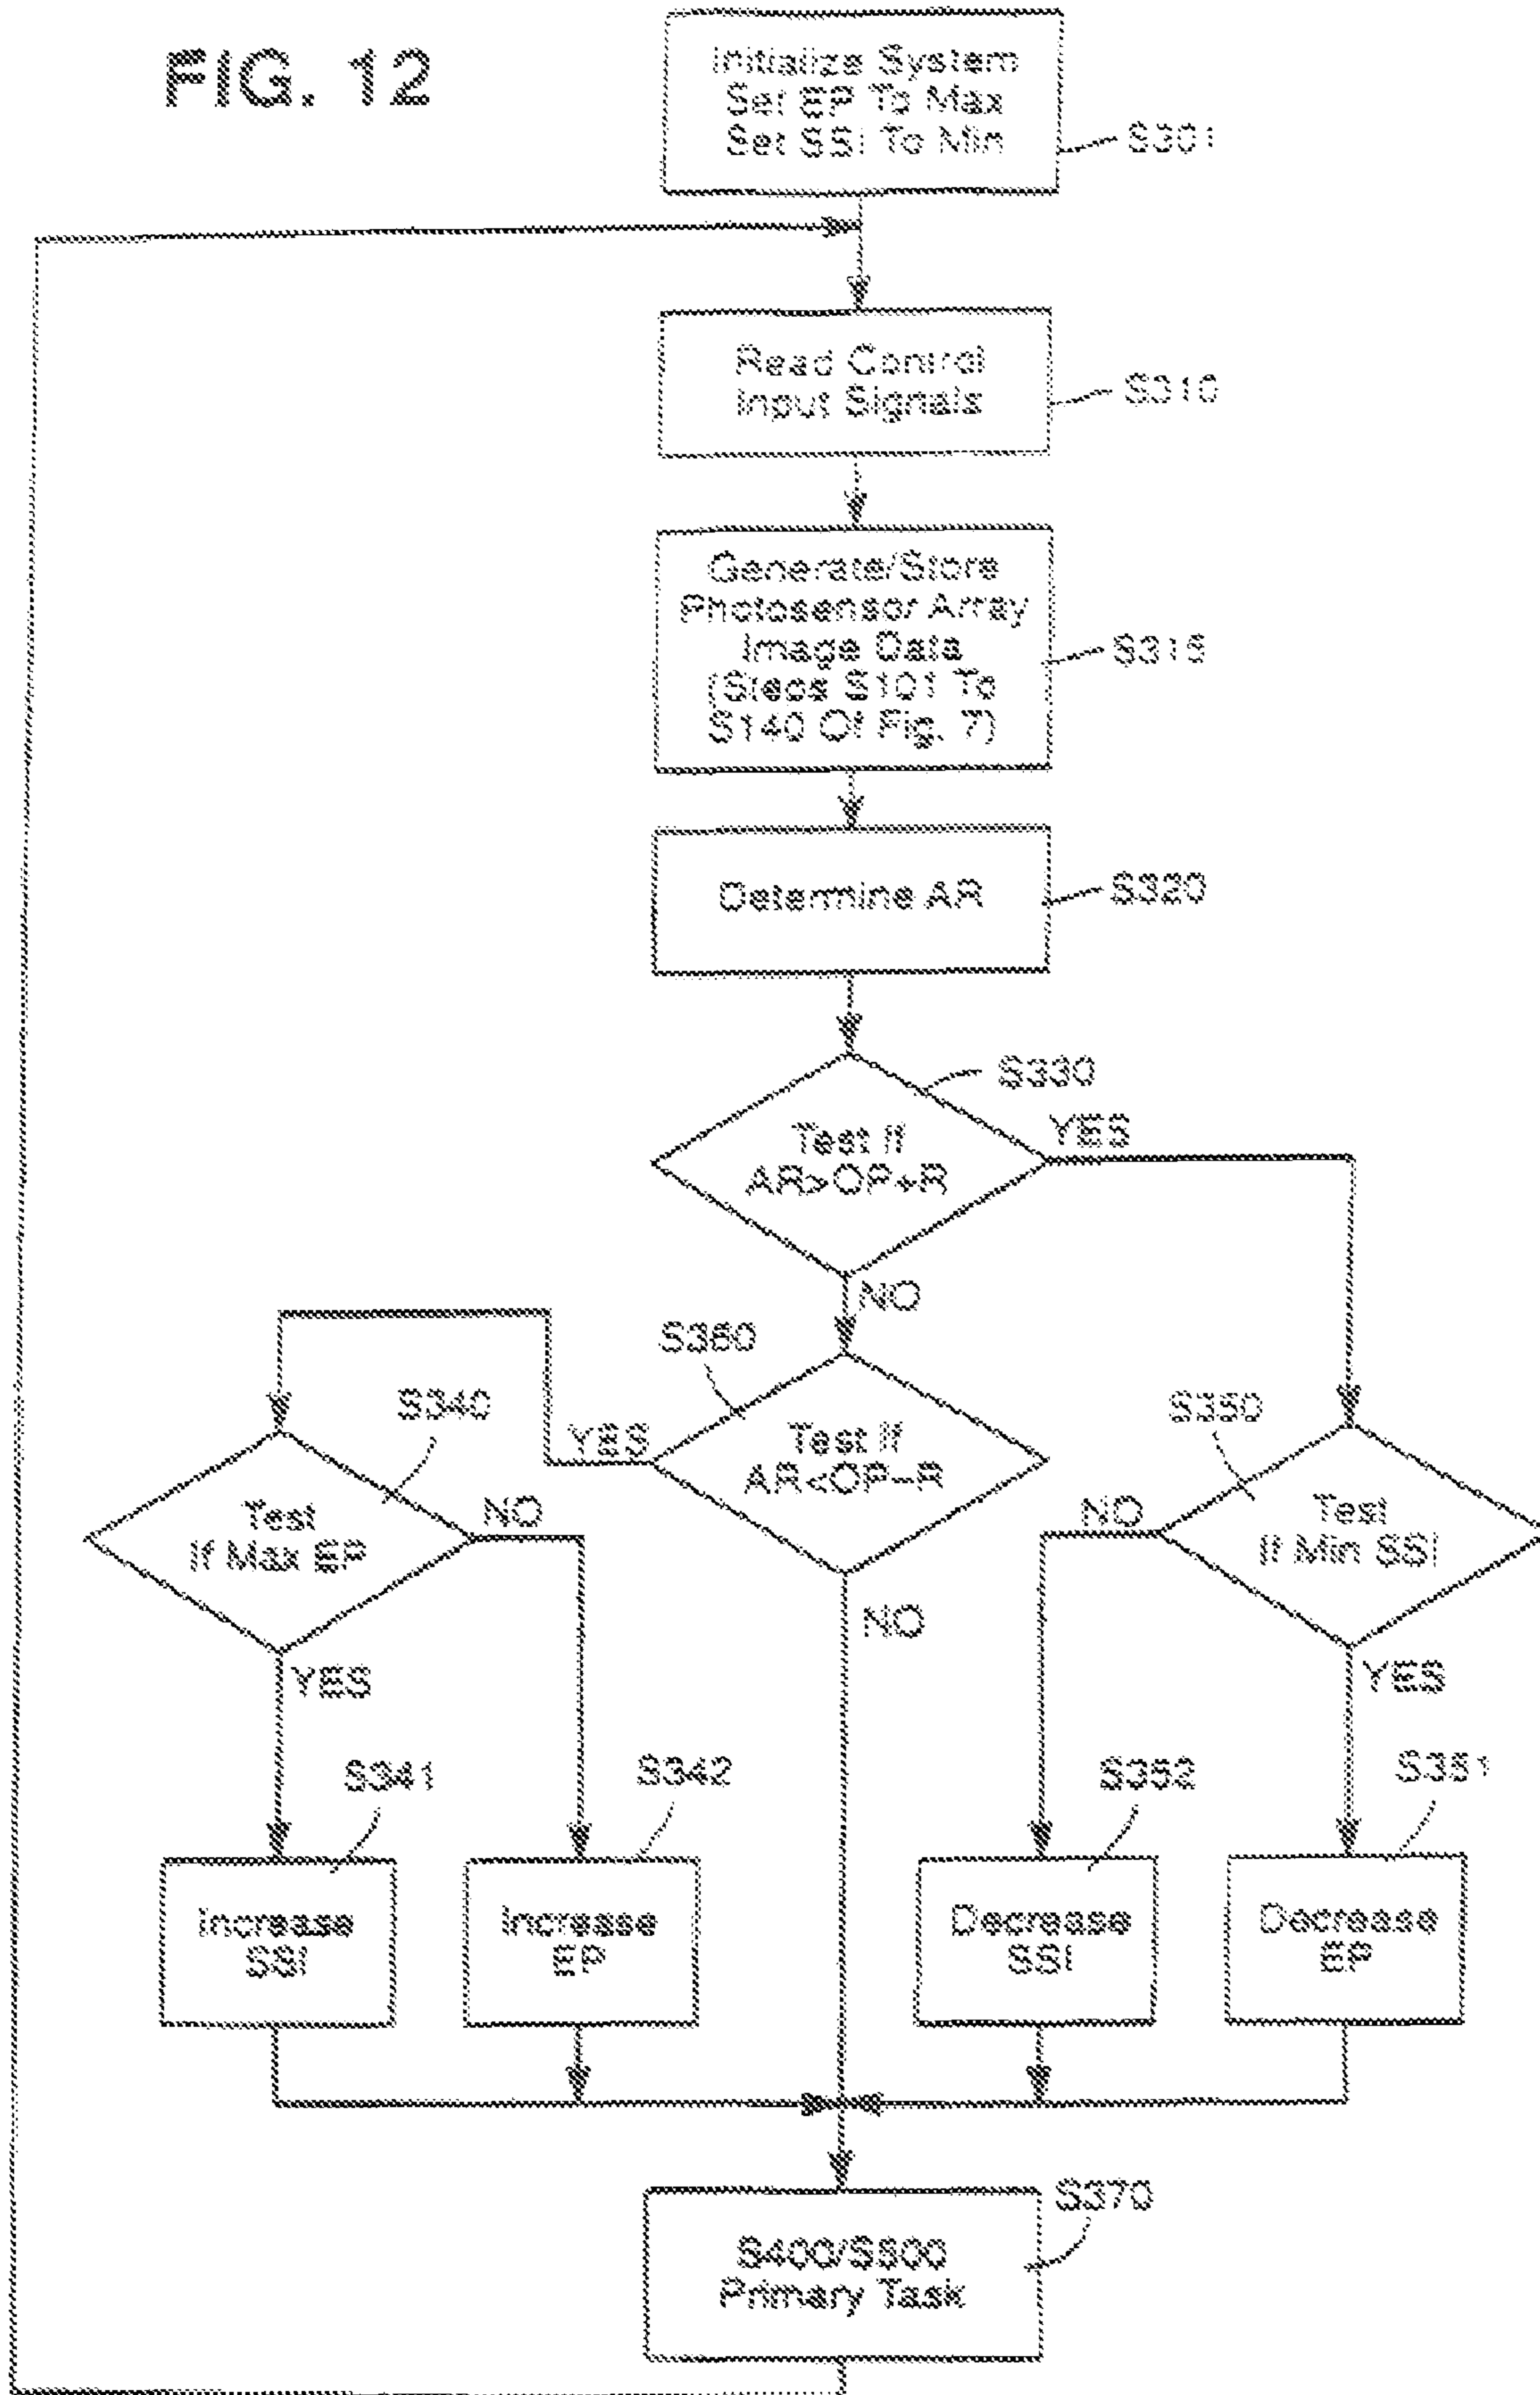 FIG. 12
Initialize System
Set EP To Max
Set SSI To Min
S301
Read Control
Input Signals
S310
Generate/Store
Photosensor Array
Image Data
(Steps S101 To
S140 Of Fig. 7)
S315
Determine AR
S320
S330
Test If
AR>OP+R
YES
NO
S360
Test If
AR<OP–R
YES
NO
S340
Test
If Max EP
NO
YES
S350
Test
If Min SSI
NO
YES
S341
Increase
SSI
S342
Increase
EP
S352
Decrease
SSI
S351
Decrease
EP
S370
S400/S500
Primary Task